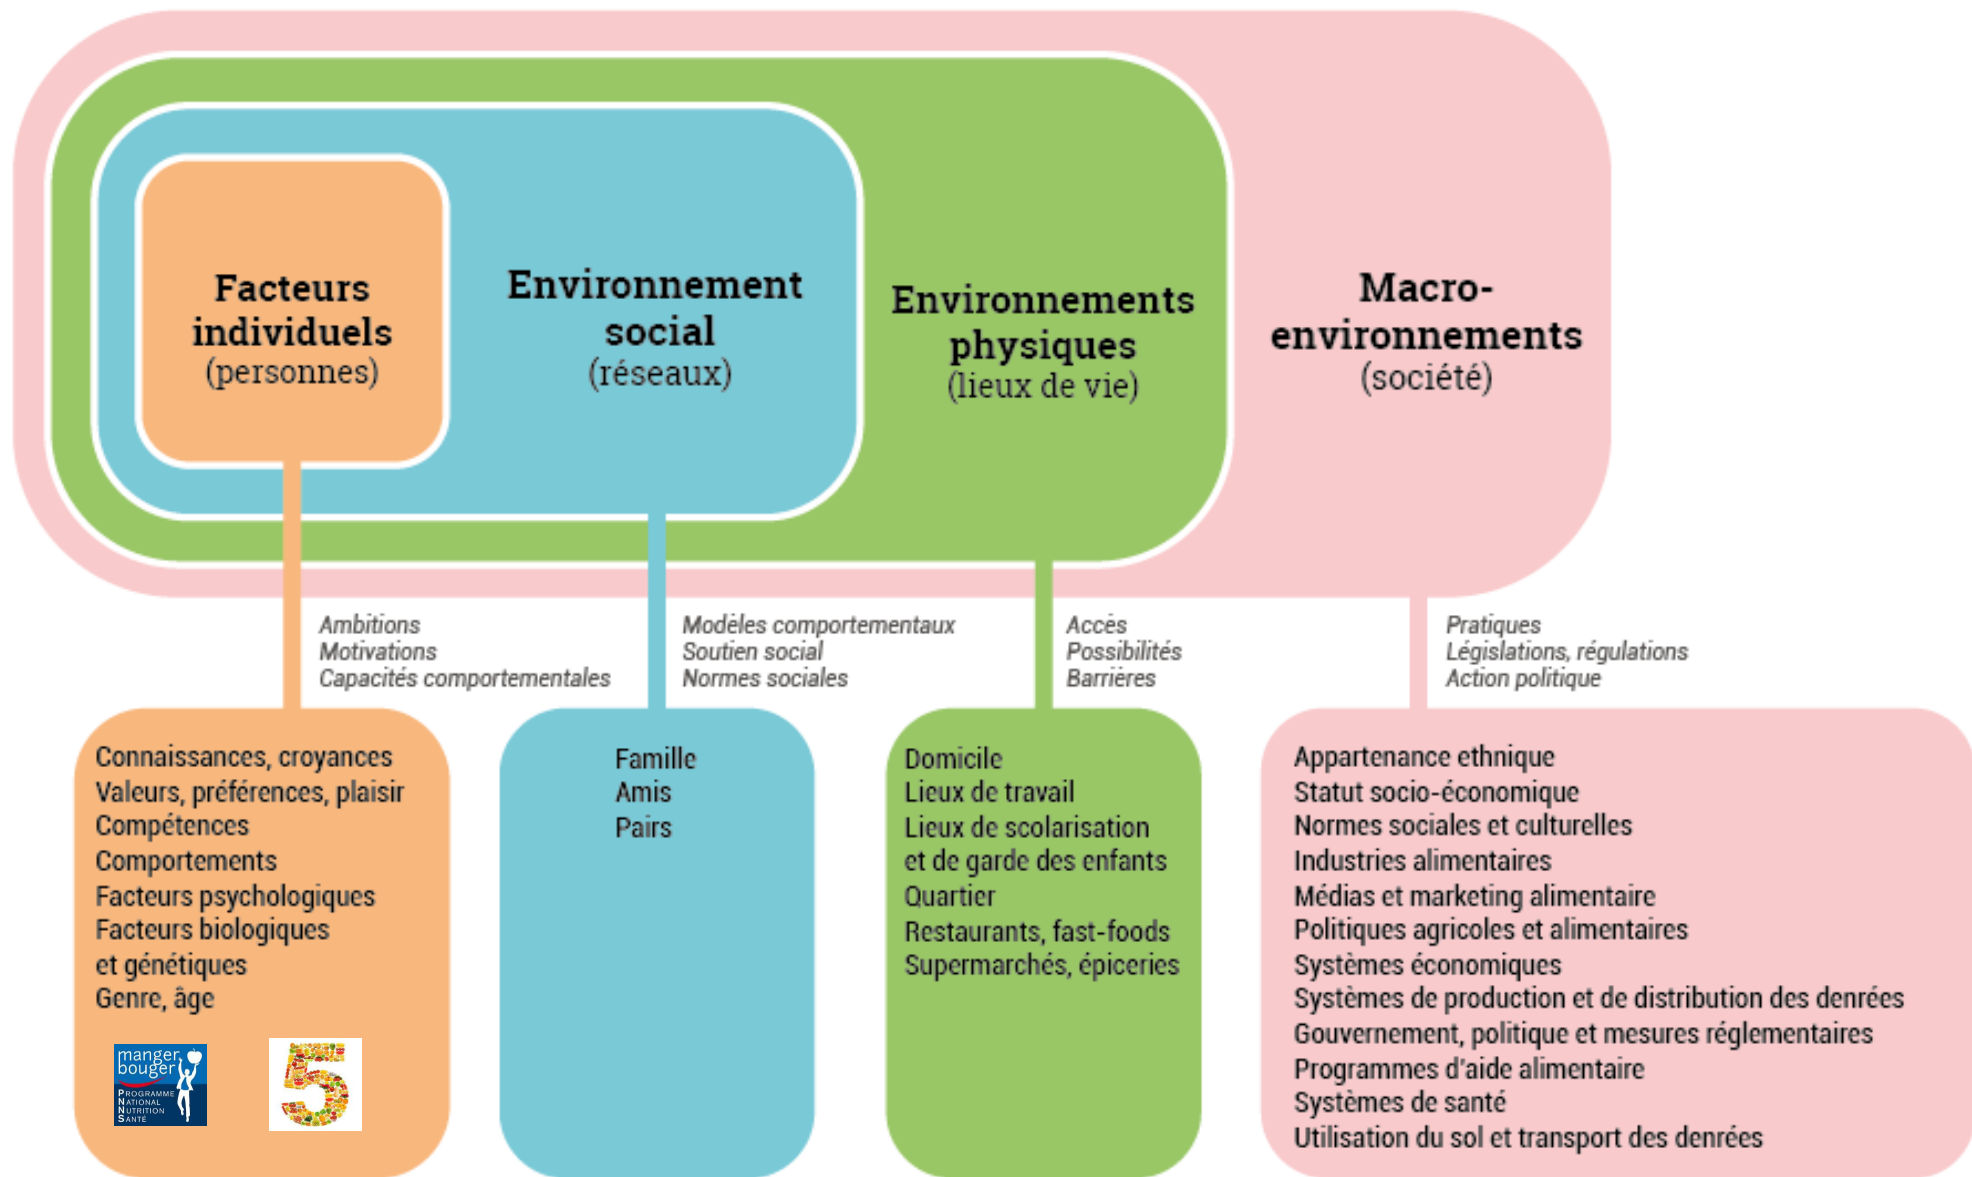 Facteurs
individuels
(personnes)
Environnement
social
(réseaux)
Environnements
physiques
(lieux de vie)
Macro-
environnements
(société)
Ambitions
Motivations
Capacités comportementales
Modèles comportementaux
Soutien social
Normes sociales
Accès
Possibilités
Barrières
Pratiques
Législations, régulations
Action politique
Connaissances, croyances
Valeurs, préférences, plaisir
Compétences
Comportements
Facteurs psychologiques
Facteurs biologiques
et génétiques
Genre, âge
manger
bouger
PROGRAMME
NATIONAL
NUTRITION
SANTÉ
5
Famille
Amis
Pairs
Domicile
Lieux de travail
Lieux de scolarisation
et de garde des enfants
Quartier
Restaurants, fast-foods
Supermarchés, épiceries
Appartenance ethnique
Statut socio-économique
Normes sociales et culturelles
Industries alimentaires
Médias et marketing alimentaire
Politiques agricoles et alimentaires
Systèmes économiques
Systèmes de production et de distribution des denrées
Gouvernement, politique et mesures réglementaires
Programmes d'aide alimentaire
Systèmes de santé
Utilisation du sol et transport des denrées